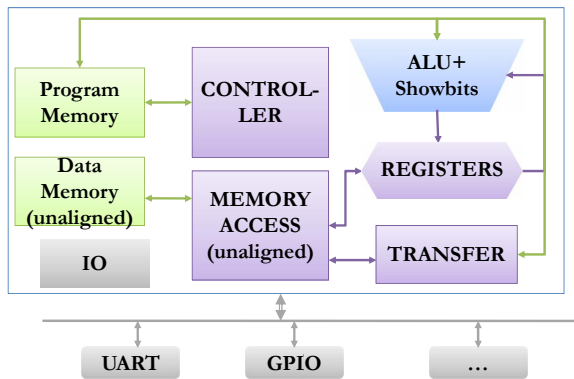 Program
Memory
CONTROL-
LER
ALU+
Showbits
Data
Memory
(unaligned)
MEMORY
ACCESS
(unaligned)
REGISTERS
TRANSFER
IO
UART
GPIO
...